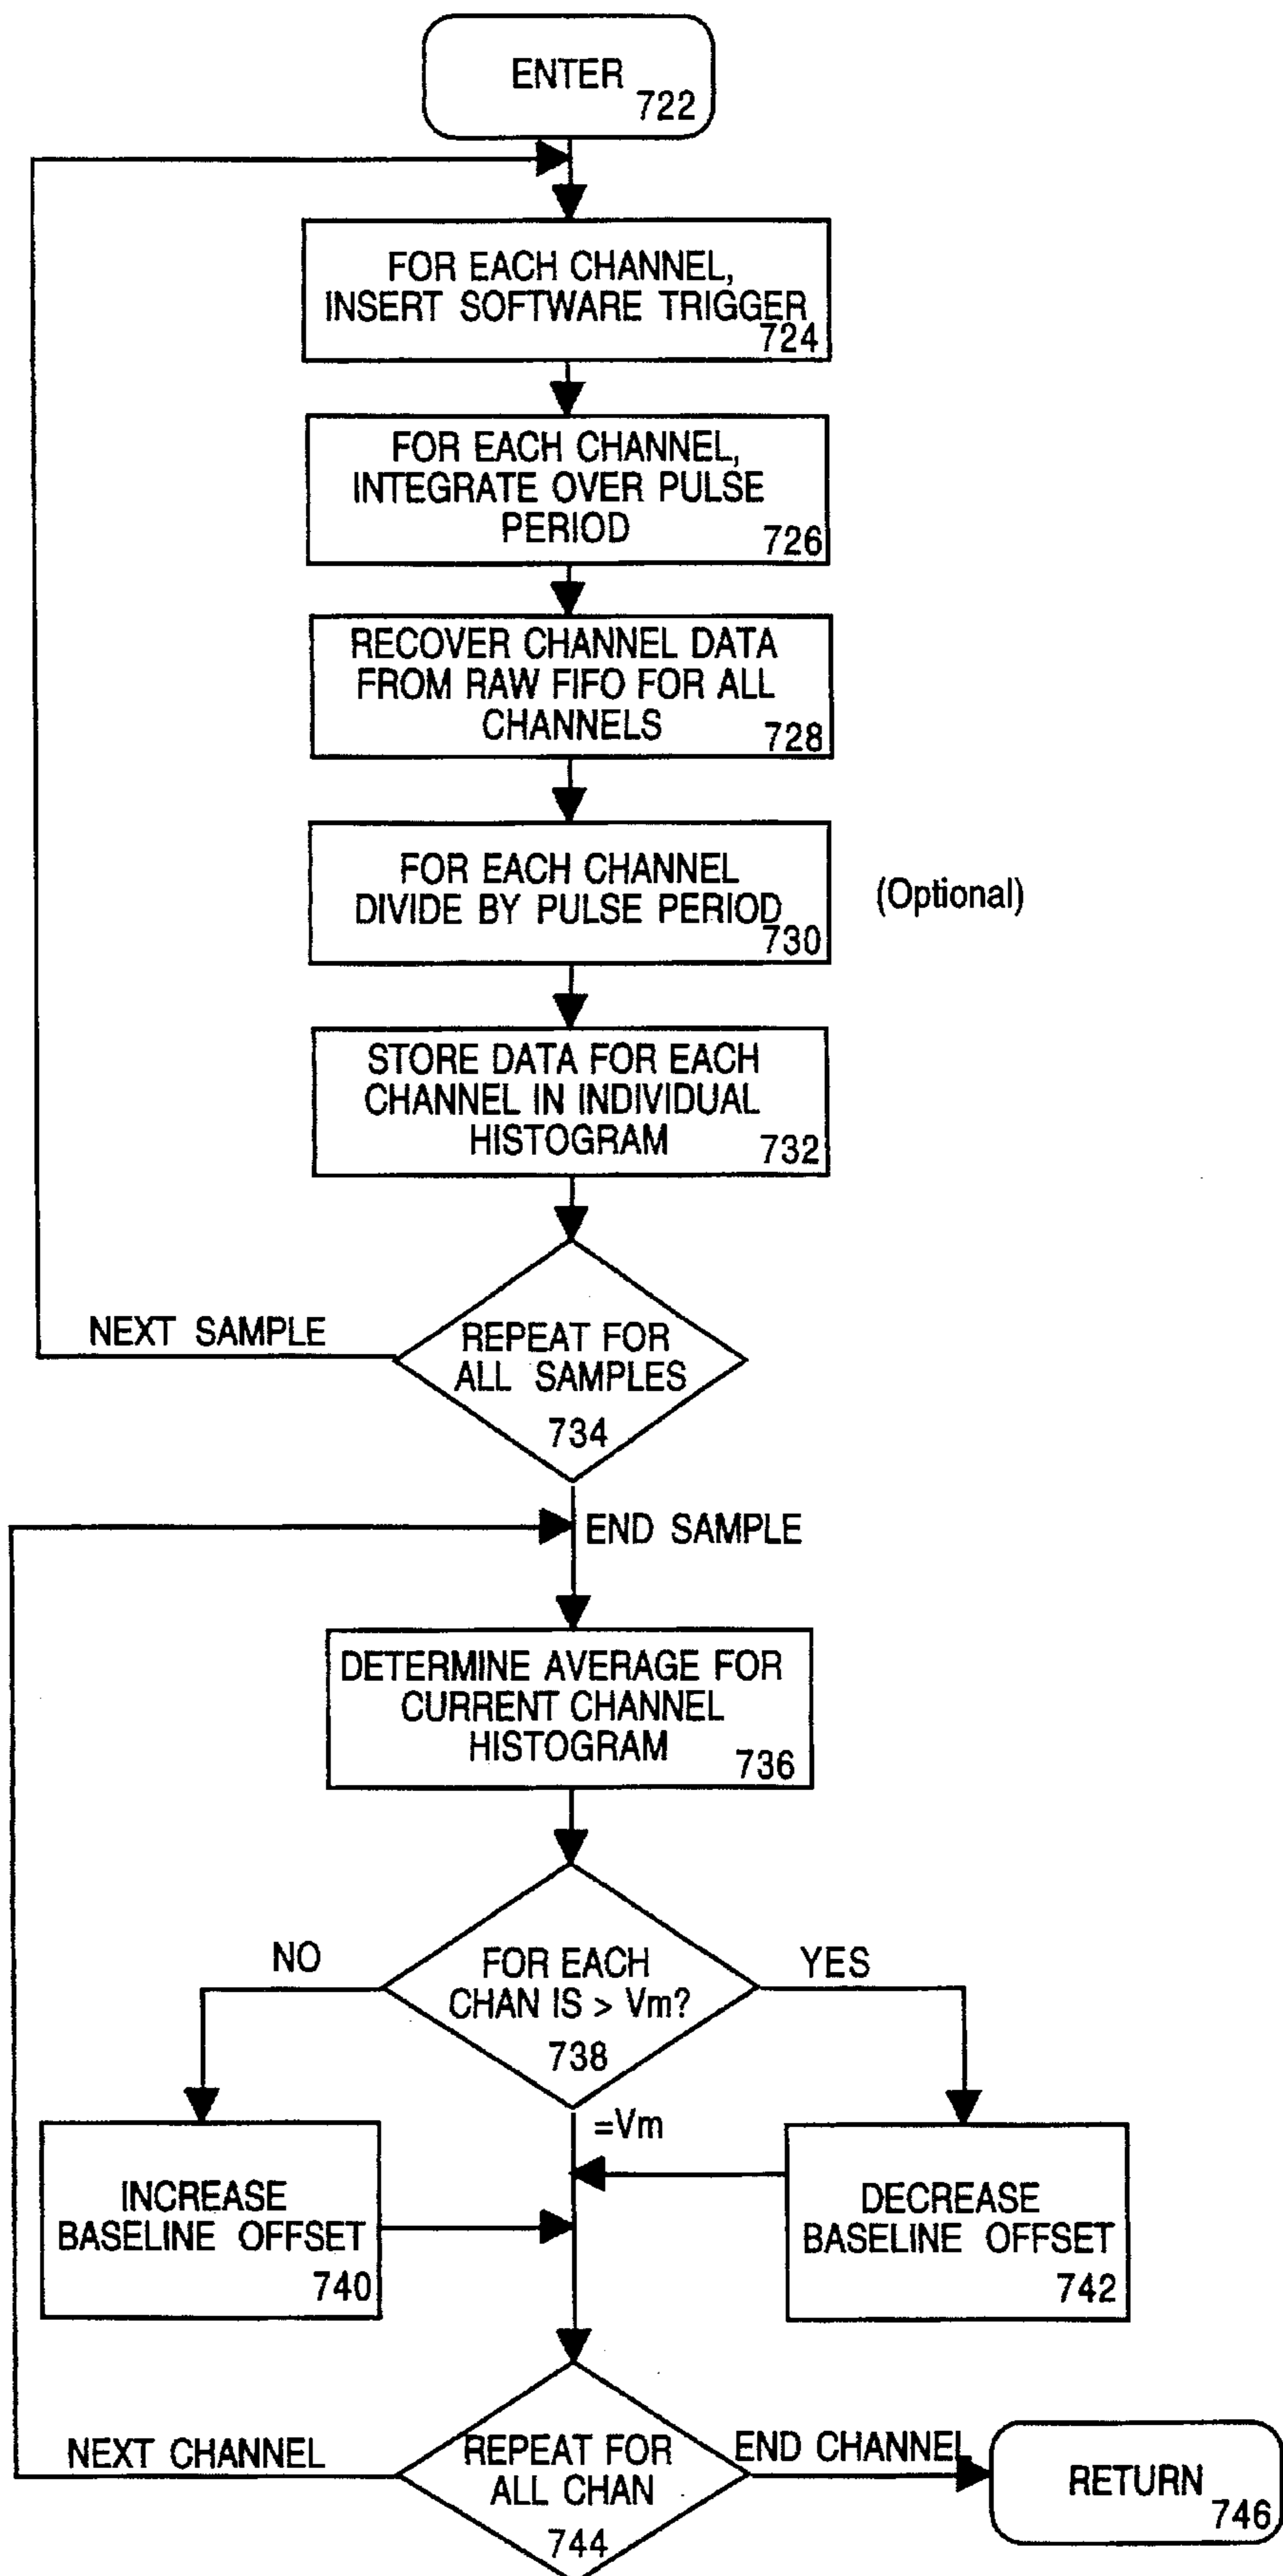 ENTER
722
FOR EACH CHANNEL,
INSERT SOFTWARE TRIGGER
724
FOR EACH CHANNEL,
INTEGRATE OVER PULSE
PERIOD
726
RECOVER CHANNEL DATA
FROM RAW FIFO FOR ALL
CHANNELS
728
FOR EACH CHANNEL
DIVIDE BY PULSE PERIOD
730
(Optional)
STORE DATA FOR EACH
CHANNEL IN INDIVIDUAL
HISTOGRAM
732
NEXT SAMPLE
REPEAT FOR
ALL SAMPLES
734
END SAMPLE
DETERMINE AVERAGE FOR
CURRENT CHANNEL
HISTOGRAM
736
NO
FOR EACH
CHAN IS > Vm?
738
YES
=Vm
INCREASE
BASELINE OFFSET
740
DECREASE
BASELINE OFFSET
742
NEXT CHANNEL
REPEAT FOR
ALL CHAN
744
END CHANNEL
RETURN
746